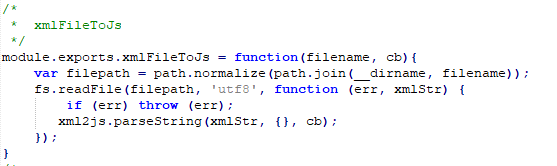 /*
 *  xmlFileToJs
 */
module.exports.xmlFileToJs = function(filename, cb){
    var filepath = path.normalize(path.join(__dirname, filename));
    fs.readFile(filepath, 'utf8', function (err, xmlStr) {
        if (err) throw (err);
       xml2js.parseString(xmlStr, {}, cb);
    });
}